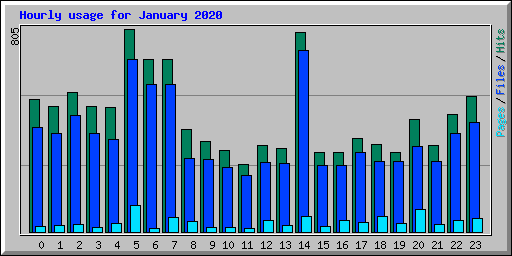 Hourly usage for January 2020
805
Pages/Files/Hits
0 1 2 3 4 5 6 7 8 9 10 11 12 13 14 15 16 17 18 19 20 21 22 23